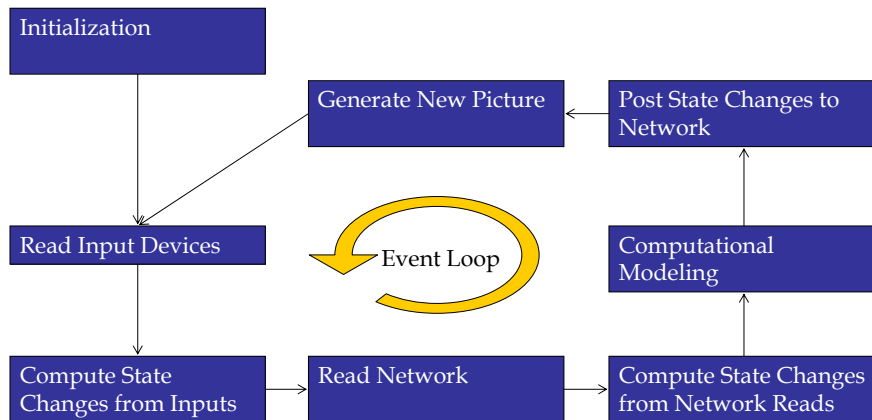 Initialization
Generate New Picture
Post State Changes to
Network
Read Input Devices
Event Loop
Computational
Modeling
Compute State
Changes from Inputs
Read Network
Compute State Changes
from Network Reads